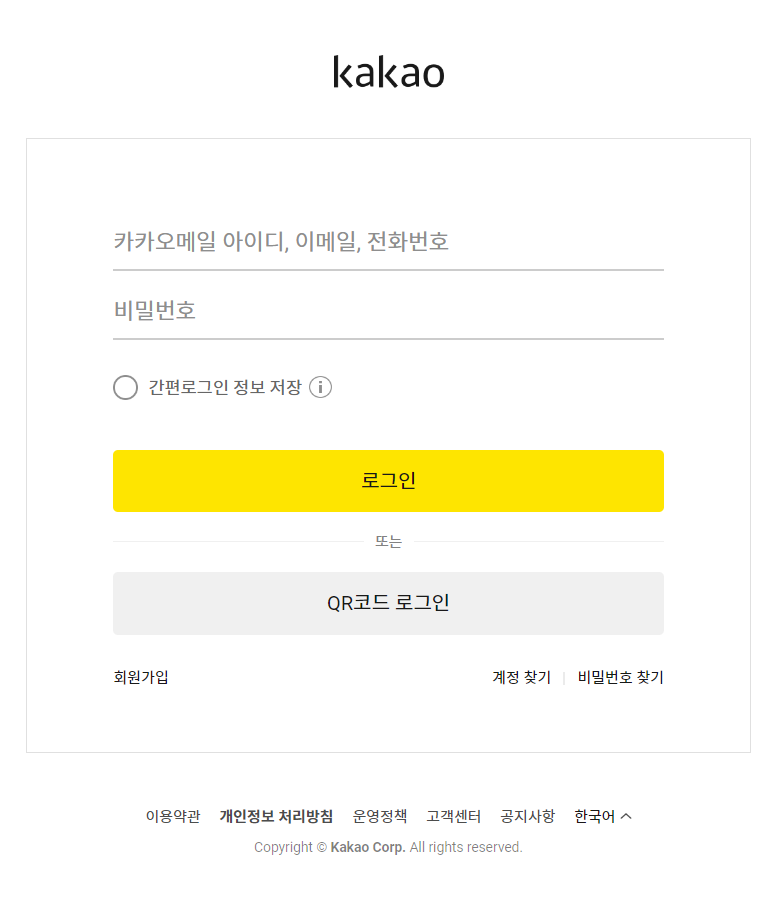 kakao
카카오메일 아이디, 이메일, 전화번호
비밀번호
간편로그인 정보 저장
로그인
또는
QR코드 로그인
회원가입 계정 찾기 비밀번호 찾기
이용약관 개인정보 처리방침 운영정책 고객센터 공지사항 한국어
Copyright © Kakao Corp. All rights reserved.